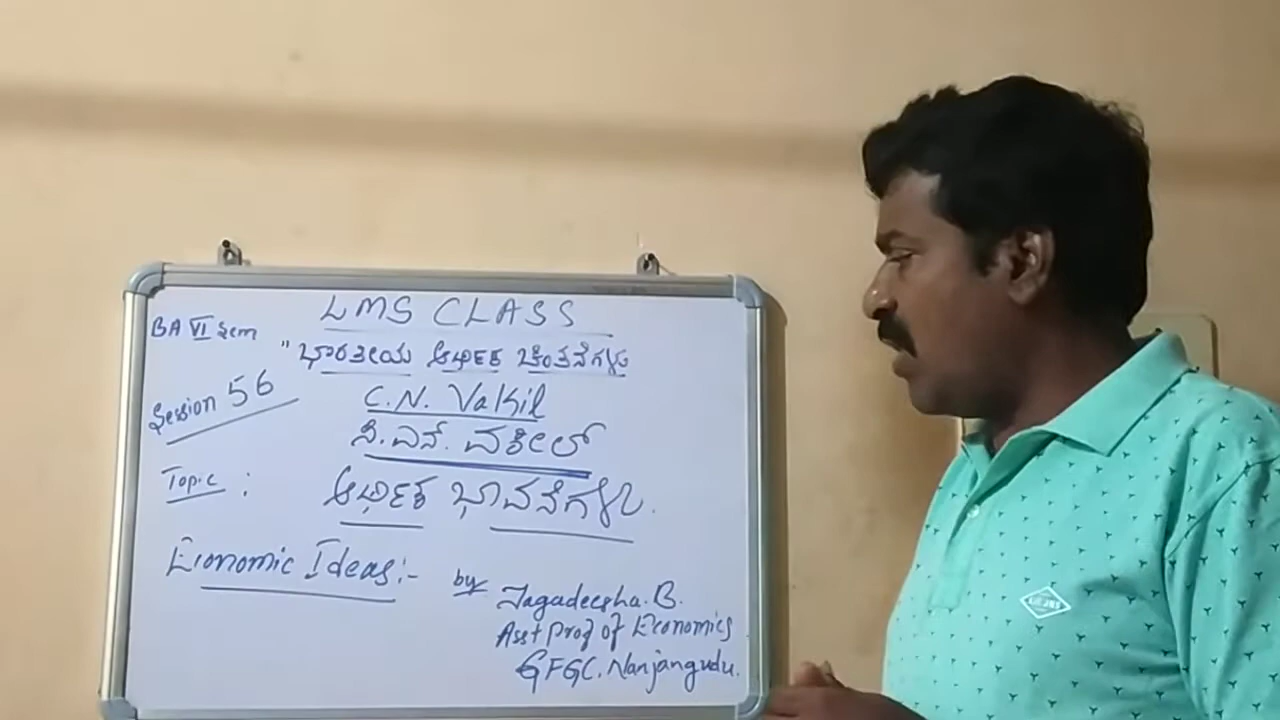 LMS CLASS
BA VI Sem
"ಭಾರತೀಯ ಆರ್ಥಿಕ ಚಿಂತನೆಗಳು
Session 56
C.N. Vakil
ಸಿ.ಎನ್. ವಕೀಲ್
Topic :
ಆರ್ಥಿಕ ಭಾವನೆಗಳು.
Economic Ideas:-
by Jagadeesha.B.
Asst Prof of Economics
GFGC. Nanjangudu.